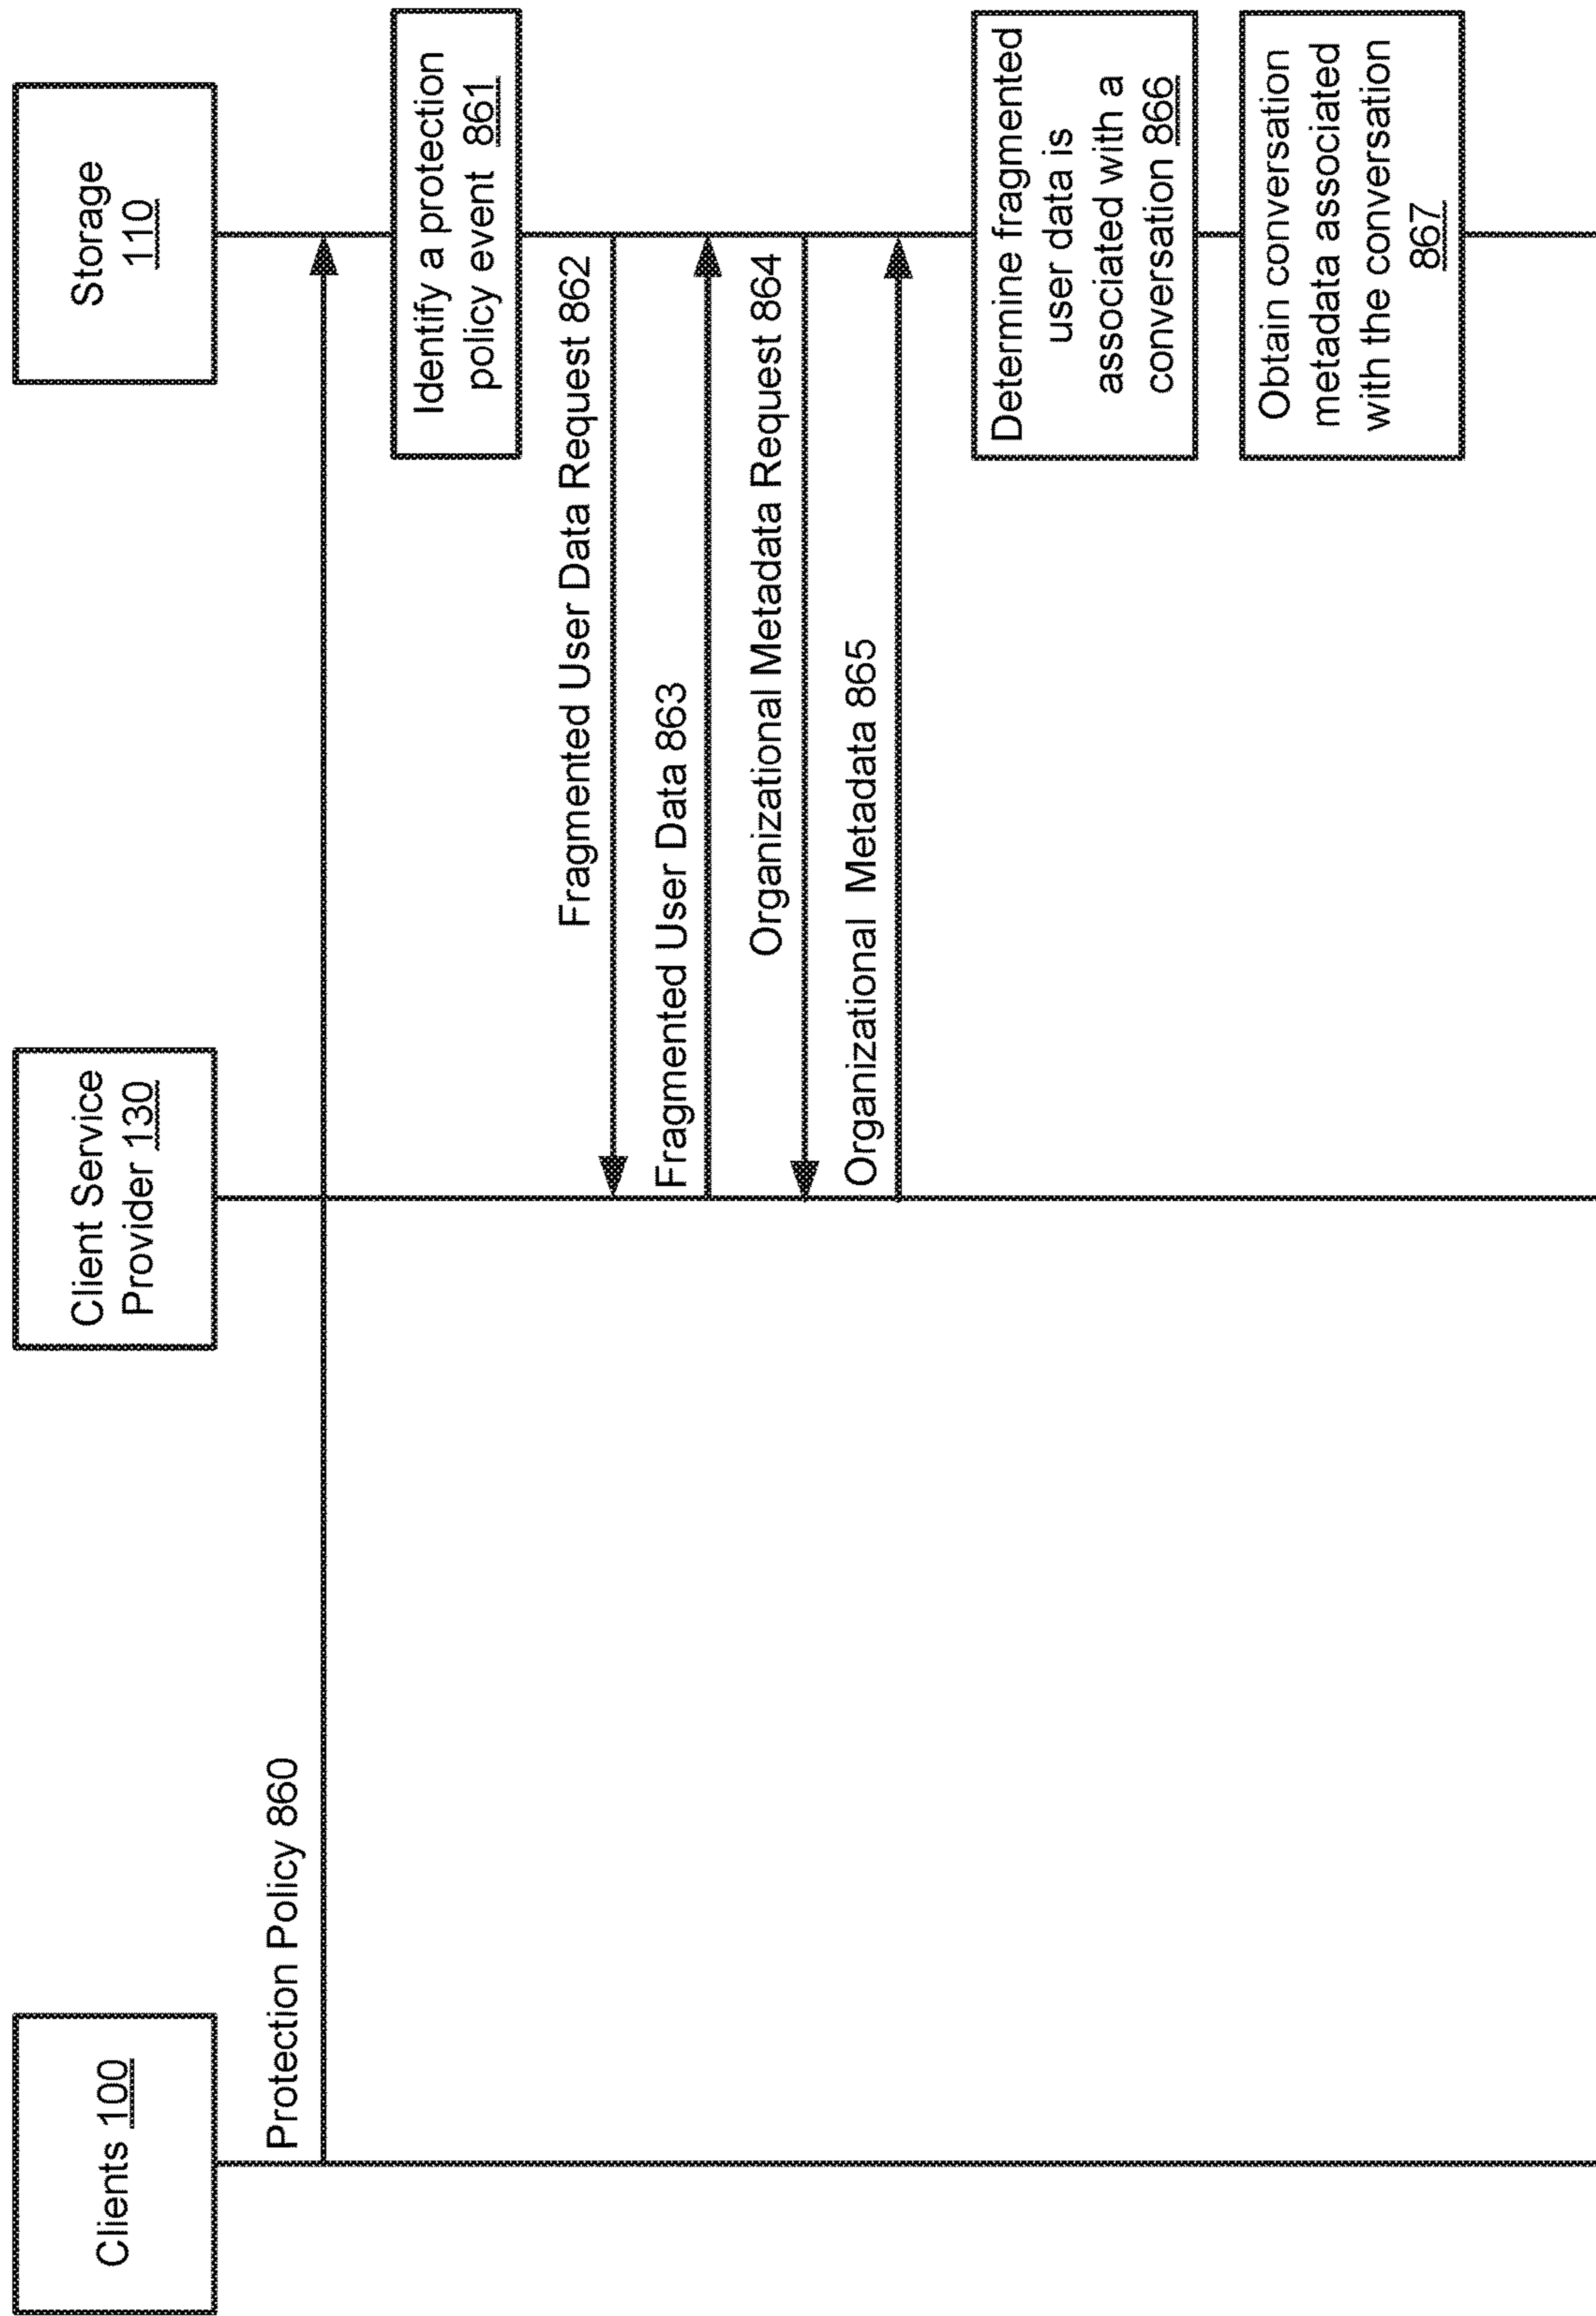 Clients 100
Client Service
Provider 130
Storage
110
Protection Policy 860
Identify a protection
policy event 861
Fragmented User Data Request 862
Fragmented User Data 863
Organizational Metadata Request 864
Organizational Metadata 865
Determine fragmented
user data is
associated with a
conversation 866
Obtain conversation
metadata associated
with the conversation
867